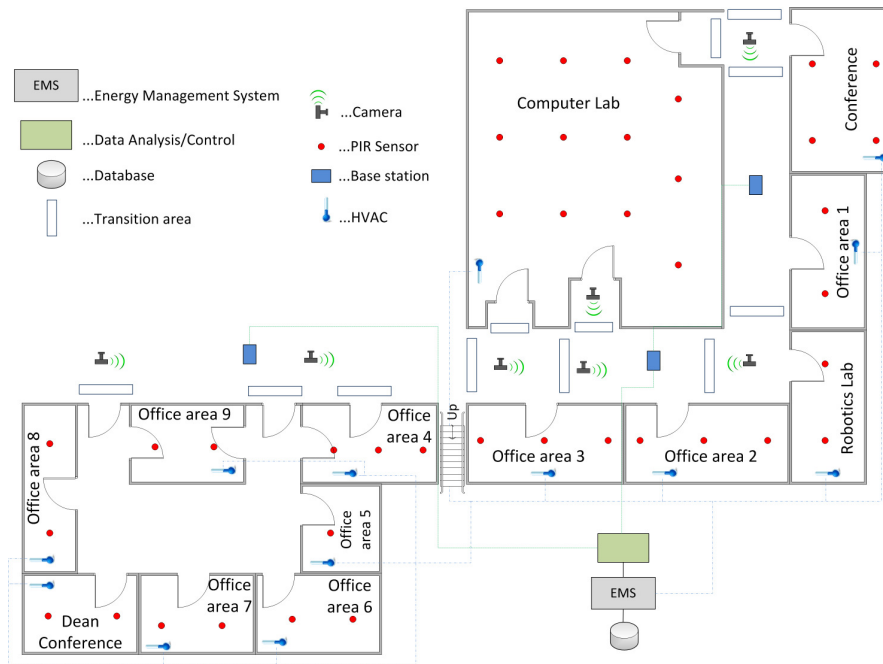 EMS
...Energy Management System
...Data Analysis/Control
...Database
...Transition area
...Camera
...PIR Sensor
...Base station
...HVAC
Computer Lab
Conference
Office area 1
Robotics Lab
Up
Office area 3
Office area 2
Office area 9
Office
area 4
Office area 8
Office
area 5
Office
area 7
Office
area 6
Dean
Conference
EMS